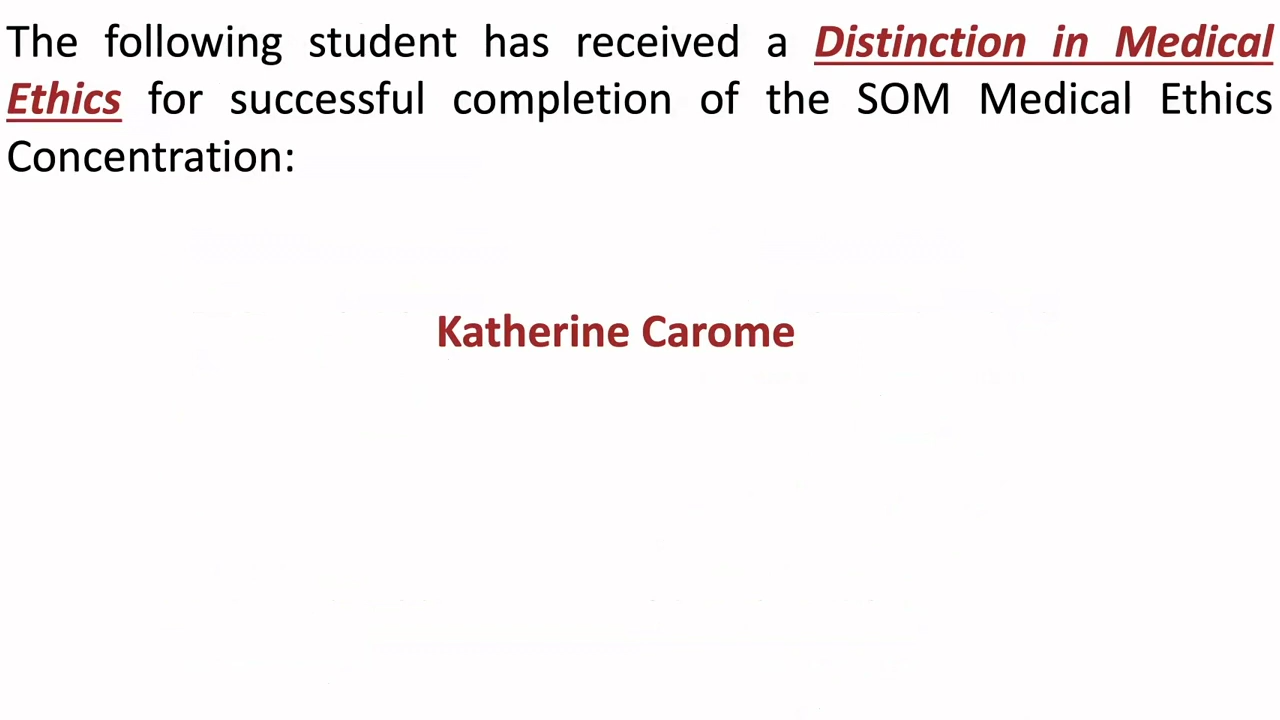 The following student has received a Distinction in Medical
Ethics for successful completion of the SOM Medical Ethics
Concentration:
Katherine Carome